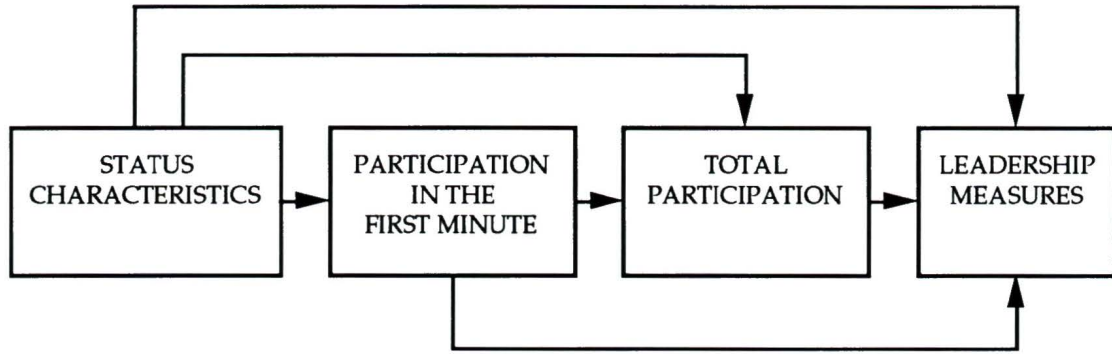 STATUS
CHARACTERISTICS
PARTICIPATION
IN THE
FIRST MINUTE
TOTAL
PARTICIPATION
LEADERSHIP
MEASURES